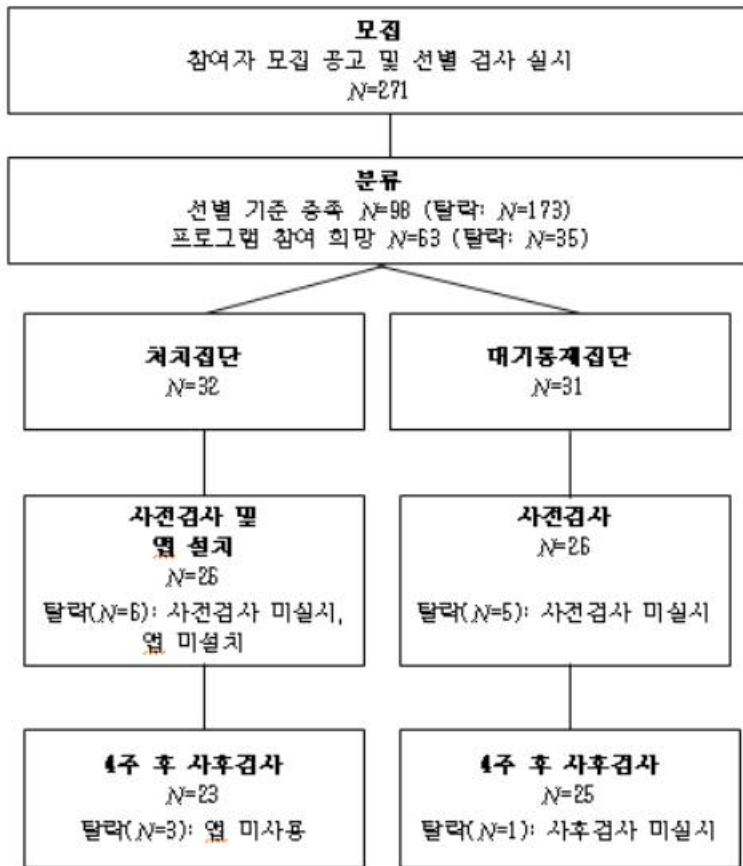 모집
참여자 모집 공고 및 선별 검사 실시
N=271
분류
선별 기준 충족 N=98 (탈락: N=173)
프로그램 참여 희망 N=63 (탈락: N=35)
처치집단
N=32
대기통제집단
N=31
사전검사 및
앱 설치
N=26
탈락(N=6): 사전검사 미실시,
앱 미설치
사전검사
N=26
탈락(N=5): 사전검사 미실시
4주 후 사후검사
N=23
탈락(N=3): 앱 미사용
4주 후 사후검사
N=25
탈락(N=1): 사후검사 미실시